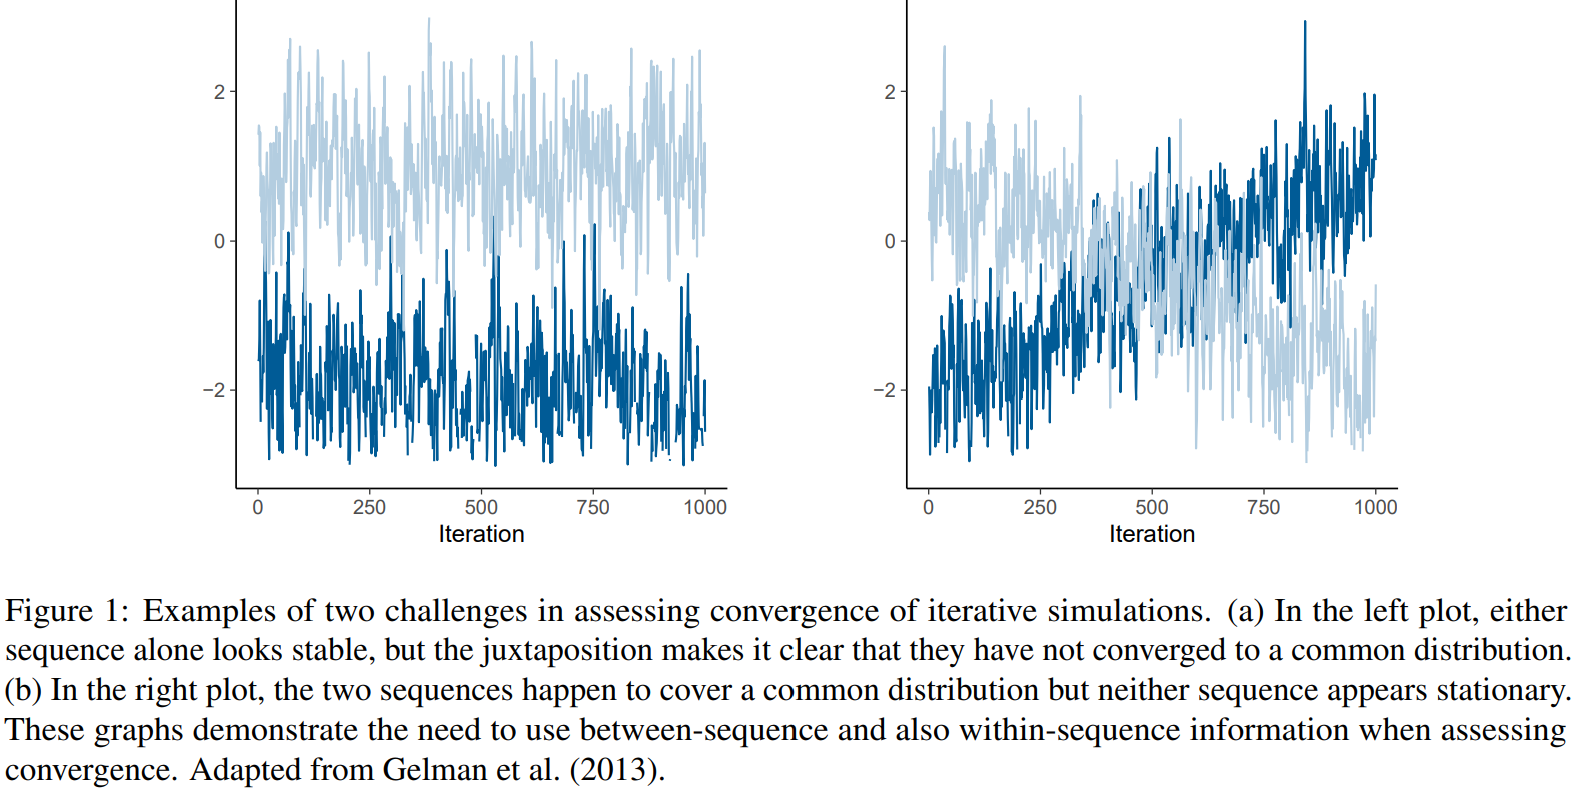 2
0
−2
0 250 500 750 1000
Iteration
2
0
−2
0 250 500 750 1000
Iteration
Figure 1: Examples of two challenges in assessing convergence of iterative simulations. (a) In the left plot, either
sequence alone looks stable, but the juxtaposition makes it clear that they have not converged to a common distribution.
(b) In the right plot, the two sequences happen to cover a common distribution but neither sequence appears stationary.
These graphs demonstrate the need to use between-sequence and also within-sequence information when assessing
convergence. Adapted from Gelman et al. (2013).